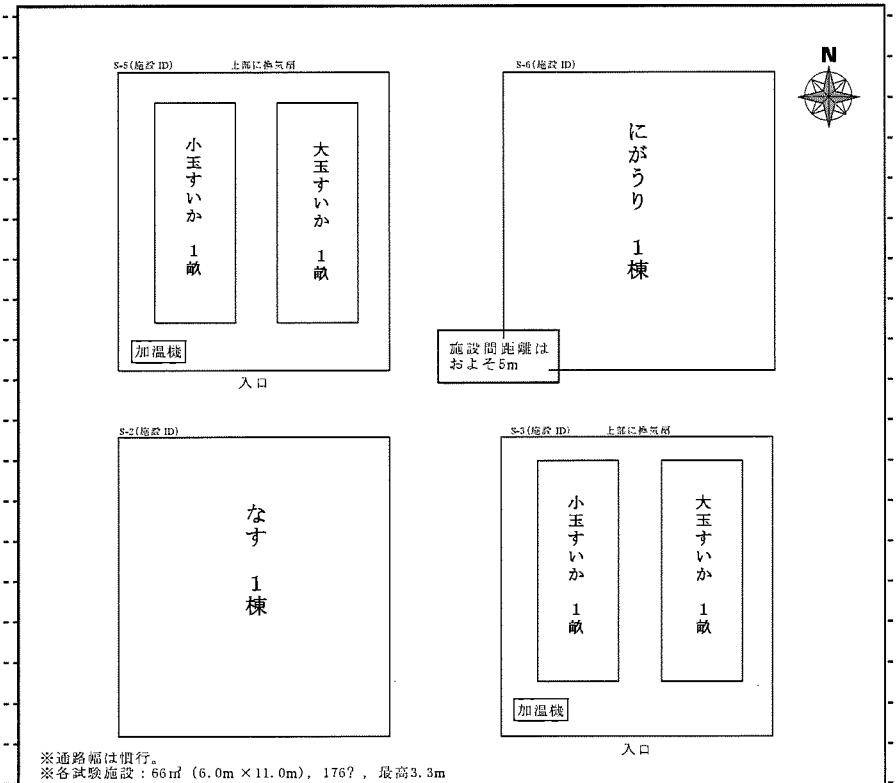 N
S-5(施設 ID) 上部に換気扇
小玉すいか 1畝
大玉すいか 1畝
加温機
入口
S-6(施設 ID)
にがうり 1棟
施設間距離は
およそ5m
S-2(施設 ID)
なす 1棟
S-3(施設 ID) 上部に換気扇
小玉すいか 1畝
大玉すいか 1畝
加温機
入口
※通路幅は慣行。
※各試験施設:66㎡ (6.0m ×11.0m), 176?, 最高3.3m